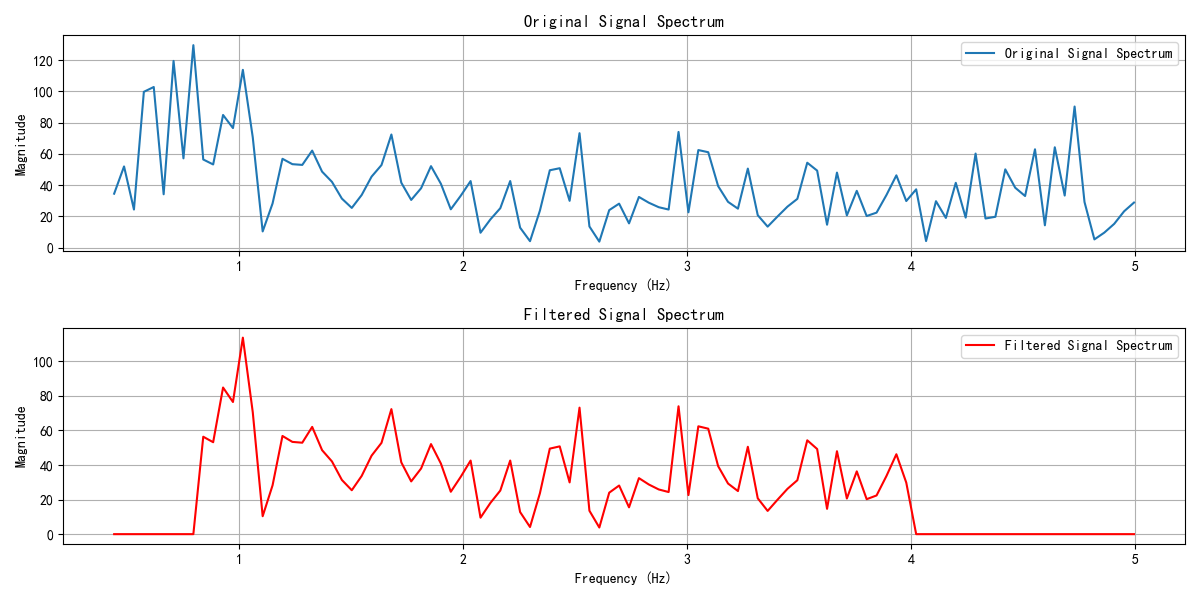 Original Signal Spectrum
Original Signal Spectrum
120
100
80
60
40
20
0
Magnitude
1 2 3 4 5
Frequency (Hz)
Filtered Signal Spectrum
Filtered Signal Spectrum
100
80
60
40
20
0
Magnitude
1 2 3 4 5
Frequency (Hz)